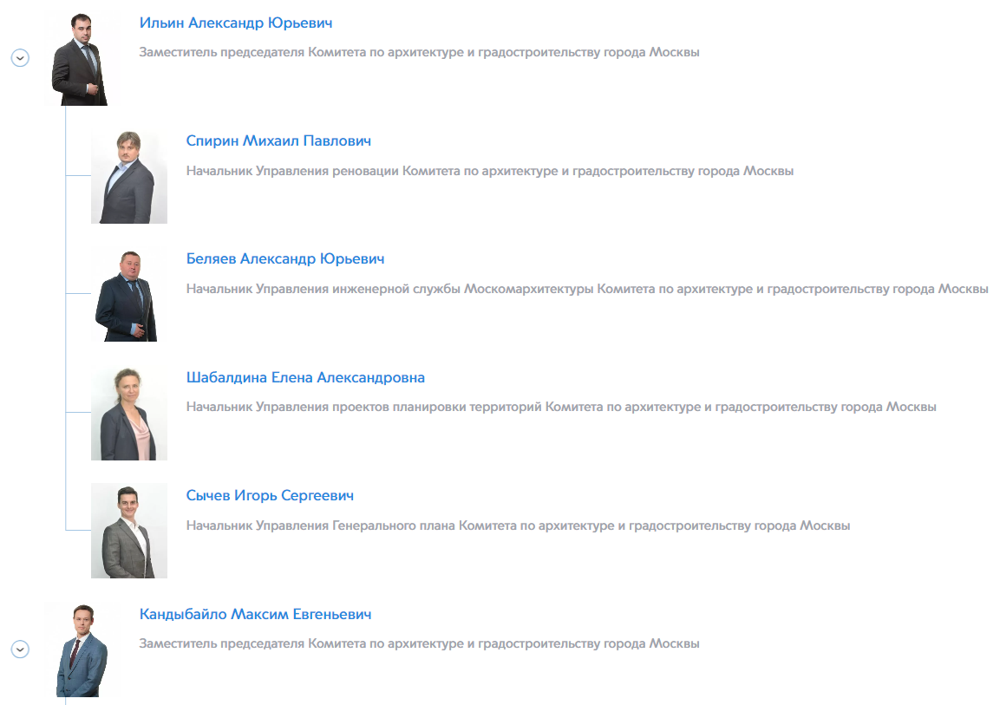 Ильин Александр Юрьевич
Заместитель председателя Комитета по архитектуре и градостроительству города Москвы
Спирин Михаил Павлович
Начальник Управления реновации Комитета по архитектуре и градостроительству города Москвы
Беляев Александр Юрьевич
Начальник Управления инженерной службы Москомархитектуры Комитета по архитектуре и градостроительству города Москвы
Шабалдина Елена Александровна
Начальник Управления проектов планировки территорий Комитета по архитектуре и градостроительству города Москвы
Сычев Игорь Сергеевич
Начальник Управления Генерального плана Комитета по архитектуре и градостроительству города Москвы
Кандыбайло Максим Евгеньевич
Заместитель председателя Комитета по архитектуре и градостроительству города Москвы